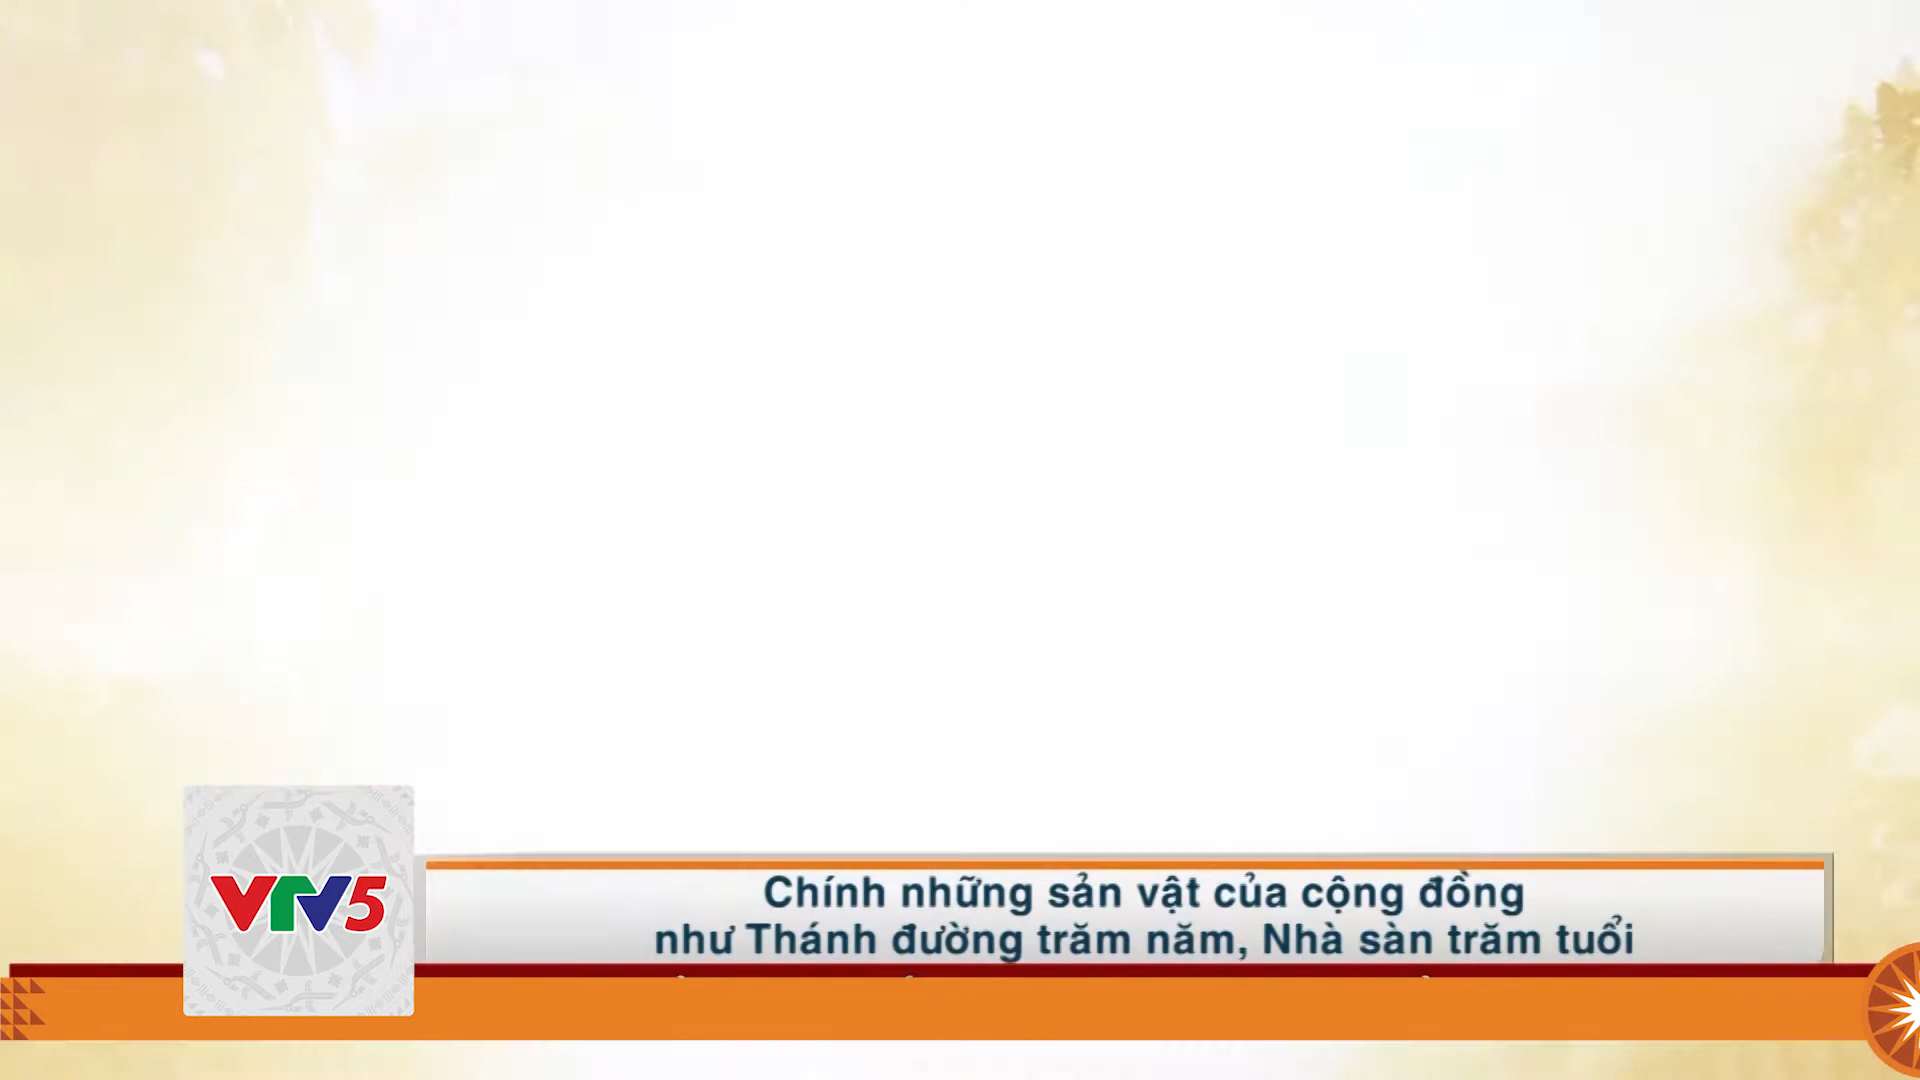 Chính những sản vật của cộng đồng
như Thánh đường trăm năm, Nhà sàn trăm tuổi
VTV5